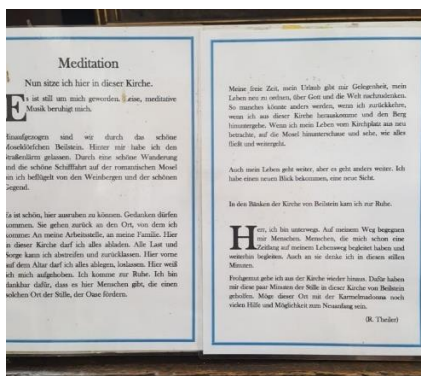 Meditation
Nun sitze ich hier in dieser Kirche.
Es ist still um mich geworden. Leise, meditative
Musik beruhigt mich.
Hinaufgezogen sind wir durch das schöne
Moseldörfchen Beilstein. Hinter mir habe ich den
Straßenlärm gelassen. Durch eine schöne Wanderung
und die schöne Schifffahrt auf der romantischen Mosel
bin ich beflügelt von den Weinbergen und der schönen
Gegend.
Es ist schön, hier ausruhen zu können. Gedanken dürfen
kommen. Sie gehen zurück an den Ort, von dem ich
komme: An meine Arbeitsstelle, an meine Familie. Hier
in dieser Kirche darf ich alles abladen. Alle Last und
Sorge kann ich abstreifen und zurücklassen. Hier vorne
auf dem Altar darf ich alles ablegen, loslassen. Hier weiß
ich mich aufgehoben. Ich komme zur Ruhe. Ich bin
dankbar dafür, dass es hier Menschen gibt, die einen
solchen Ort der Stille, der Oase fördern.
Meine freie Zeit, mein Urlaub gibt mir Gelegenheit, mein
Leben neu zu ordnen, über Gott und die Welt nachzudenken.
So manches könnte anders werden, wenn ich zurückkehre,
wenn ich aus dieser Kirche herauskomme und den Berg
hinuntergehe. Wenn ich mein Leben vom Kirchplatz aus neu
betrachte, auf die Mosel hinunterschaue und sehe, wie alles
fließt und weitergeht.
Auch mein Leben geht weiter, aber es geht anders weiter. Ich
habe einen neuen Blick bekommen, eine neue Sicht.
In den Bänken der Kirche von Beilstein kam ich zur Ruhe.
Herr, ich bin unterwegs. Auf meinem Weg begegnen
mir Menschen. Menschen, die mich schon eine
Zeitlang auf meinem Lebensweg begleitet haben und
weiterhin begleiten. Auch an sie denke ich in diesen stillen
Minuten.
Frohgemut gehe ich aus der Kirche wieder hinaus. Dafür haben
mir diese paar Minuten der Stille in dieser Kirche von Beilstein
geholfen. Möge dieser Ort mit der Karmelmadonna noch
vielen Hilfe und Möglichkeit zum Neuanfang sein.
(R. Theiler)